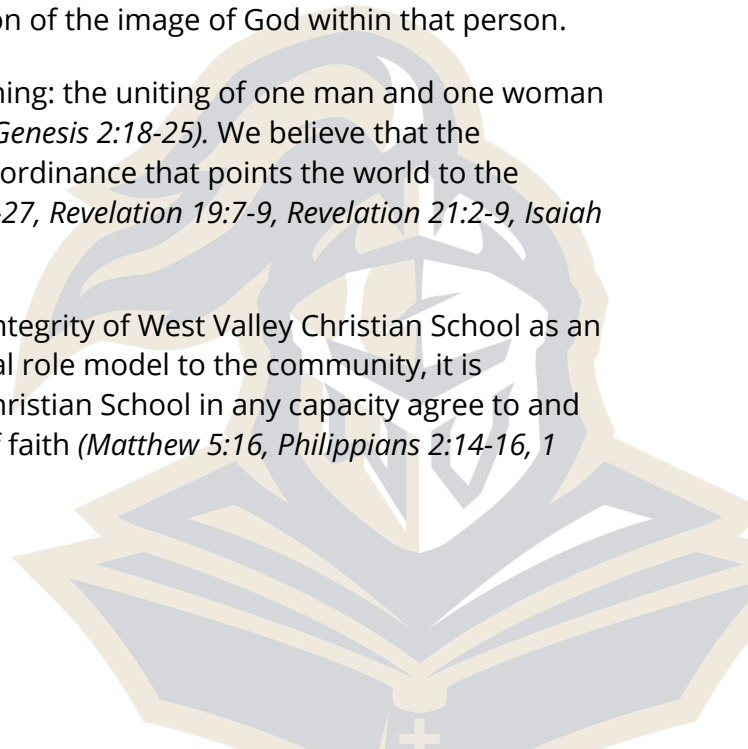 on of the image of God within that person.
ning: the uniting of one man and one woman
Genesis 2:18-25). We believe that the
ordinance that points the world to the
-27, Revelation 19:7-9, Revelation 21:2-9, Isaiah
ntegrity of West Valley Christian School as an
al role model to the community, it is
hristian School in any capacity agree to and
faith (Matthew 5:16, Philippians 2:14-16, 1